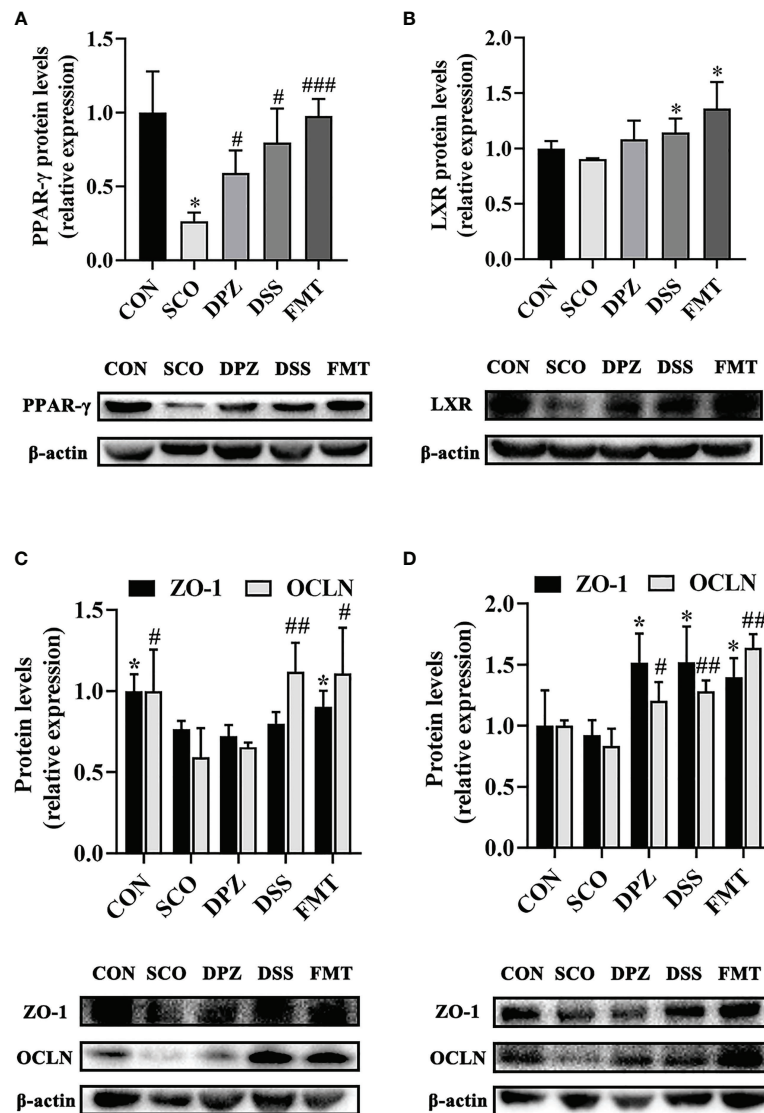 A
PPAR-γ protein levels
(relative expression)
1.5
1.0
0.5
0.0
*
#
#
###
CON
SCO
DPZ
DSS
FMT
CON SCO DPZ DSS FMT
PPAR-γ
β-actin
B
LXR protein levels
(relative expression)
2.0
1.5
1.0
0.5
0.0
*
*
CON
SCO
DPZ
DSS
FMT
CON SCO DPZ DSS FMT
LXR
β-actin
C
ZO-1 OCLN
Protein levels
(relative expression)
1.5
1.0
0.5
0.0
*
#
##
*
#
CON
SCO
DPZ
DSS
FMT
CON SCO DPZ DSS FMT
ZO-1
OCLN
β-actin
D
ZO-1 OCLN
Protein levels
(relative expression)
2.0
1.5
1.0
0.5
0.0
*
#
*
##
*
##
CON
SCO
DPZ
DSS
FMT
CON SCO DPZ DSS FMT
ZO-1
OCLN
β-actin